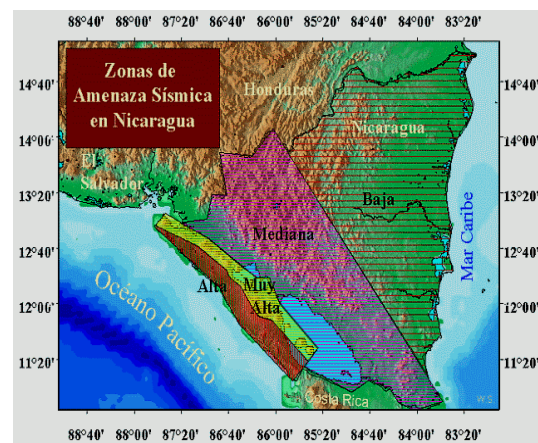 88°40' 88°00' 87°20' 86°40' 86°00' 85°20' 84°40' 84°00' 83°20'
Zonas de
Amenaza Sísmica
en Nicaragua
Honduras
Nicaragua
El
Salvador
Baja
Mediana
Mar Caribe
Alta
Muy
Alta
Océano Pacífico
Costa Rica
W.S.
14°40' 14°40'
14°06' 14°06'
13°20' 13°20'
12°40' 12°40'
12°06' 12°06'
11°20' 11°20'
88°40' 88°00' 87°20' 86°40' 86°00' 85°20' 84°40' 84°00' 83°20'